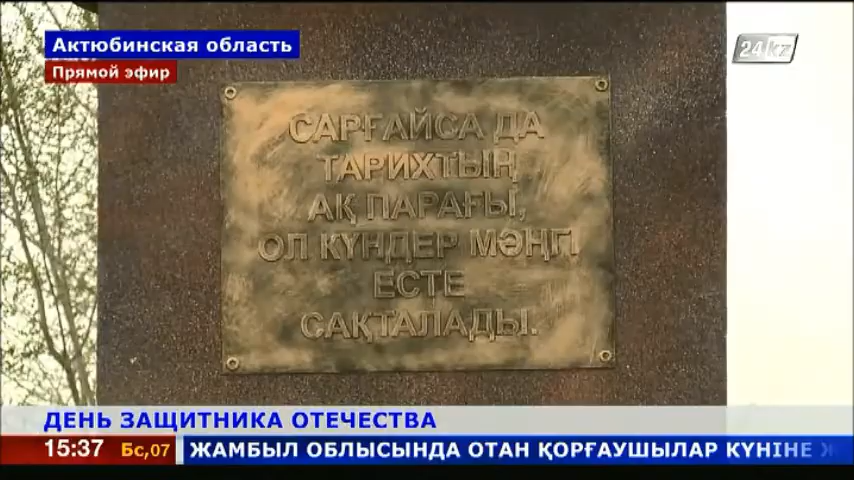 Актюбинская область
Прямой эфир
24kz
САРҒАЙСА ДА
ТАРИХТЫҢ
АҚ ПАРАҒЫ,
ОЛ КҮНДЕР МӘҢГІ
ЕСТЕ
САҚТАЛАДЫ.
ДЕНЬ ЗАЩИТНИКА ОТЕЧЕСТВА
15:37 Бс,07 ЖАМБЫЛ ОБЛЫСЫНДА ОТАН ҚОРҒАУШЫЛАР КҮНІНЕ